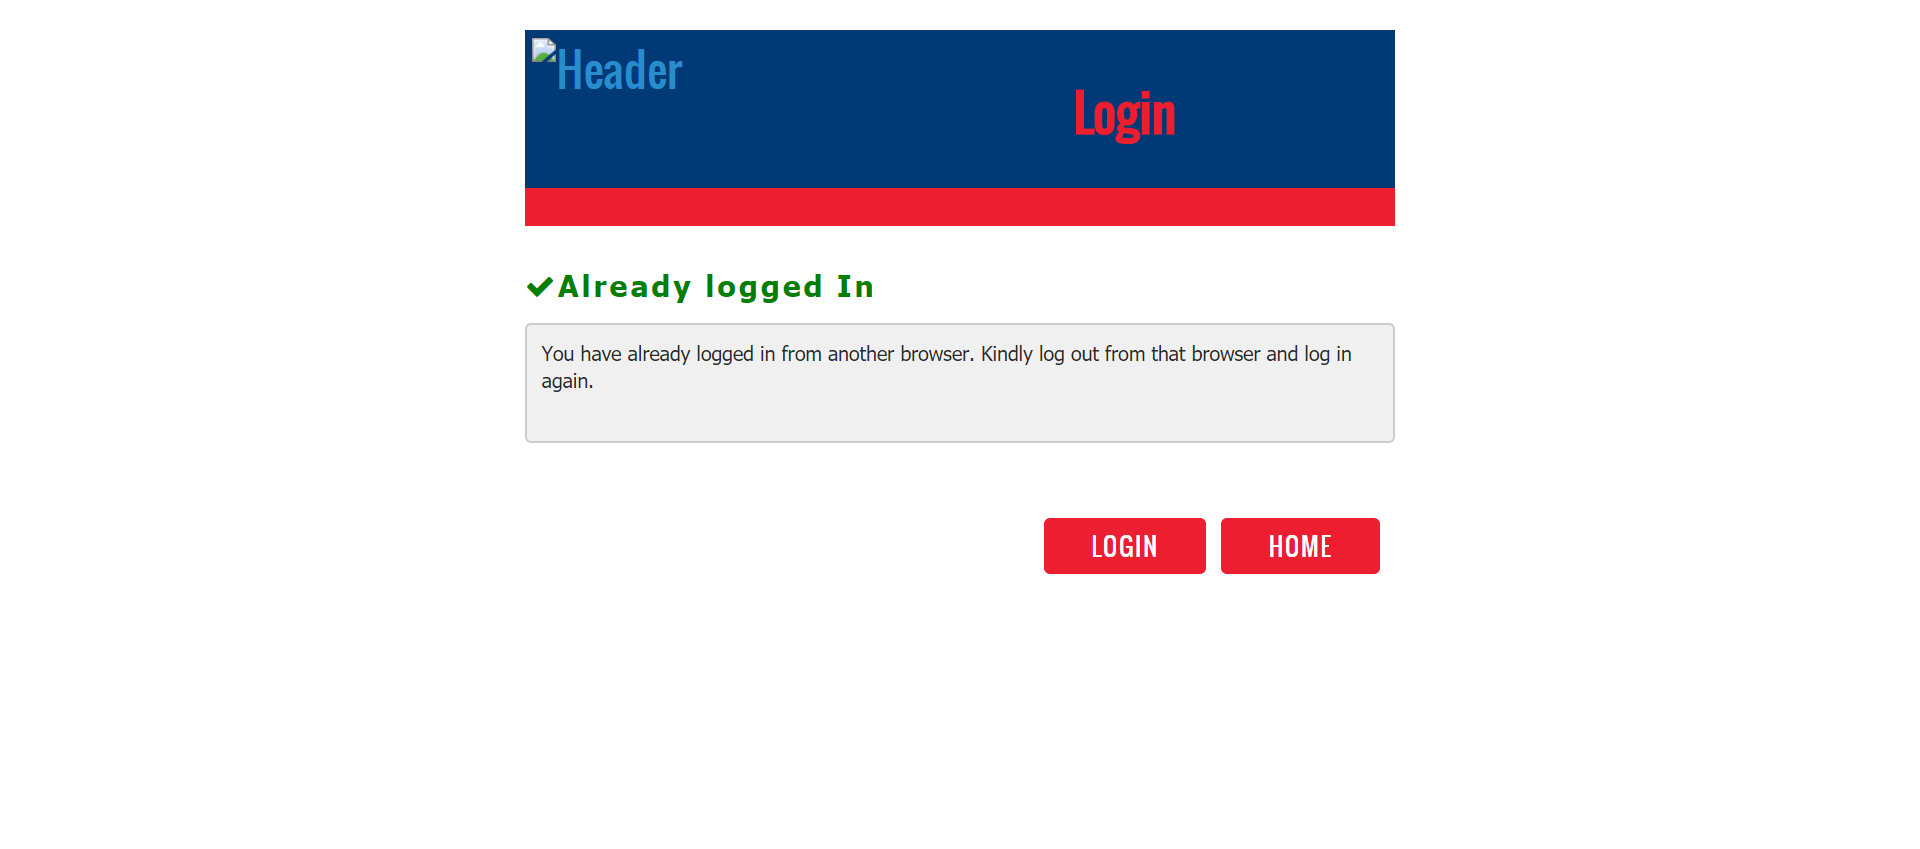 Header
Login
Already logged In
You have already logged in from another browser. Kindly log out from that browser and log in
again.
LOGIN
HOME